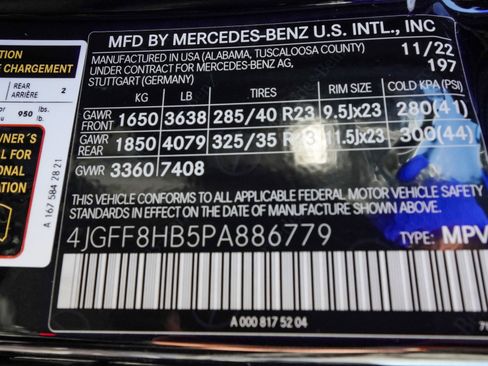 MFD BY MERCEDES-BENZ U.S. INTL., INC
MANUFACTURED IN USA (ALABAMA, TUSCALOOSA COUNTY) 11/22
UNDER CONTRACT FOR MERCEDES-BENZ AG, 197
STUTTGART (GERMANY)
KG LB TIRES RIM SIZE COLD KPA (PSI)
GAWR FRONT 1650 3638 285/40 R23 9.5Jx23 280(41)
GAWR REAR 1850 4079 325/35 R23 11.5Jx23 300(44)
GVWR 3360 7408
THIS VEHICLE CONFORMS TO ALL APPLICABLE FEDERAL MOTOR VEHICLE SAFETY
STANDARDS IN EFFECT ON THE DATE OF MANUFACTURE SHOWN ABOVE.
4JGFF8HB5PA886779 TYPE: MPV
A 000 817 52 04
CHARGEMENT
REAR
ARRIÈRE 2
950 lbs.
lb.
A 167 584 28 21